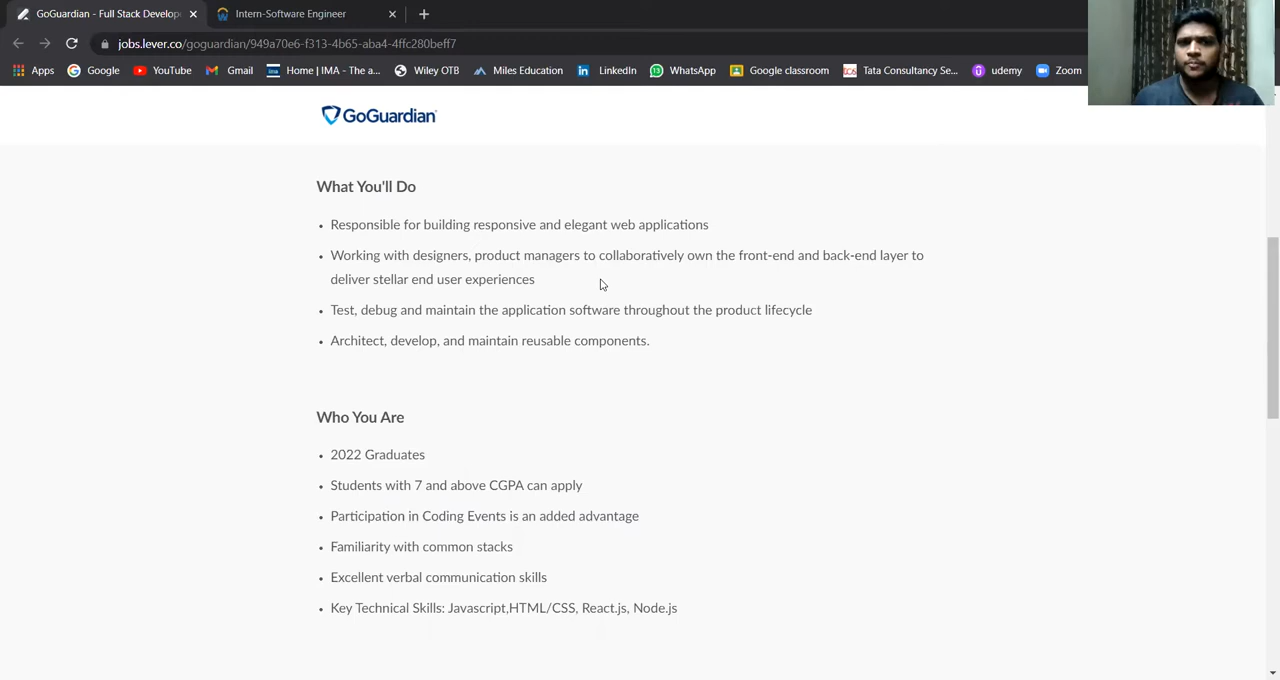 GoGuardian - Full Stack Develop
Intern-Software Engineer
jobs.lever.co/goguardian/949a70e6-f313-4b65-aba4-4ffc280beff7
Apps Google YouTube Gmail Home | IMA - The a... Wiley OTB Miles Education LinkedIn WhatsApp Google classroom Tata Consultancy Se... udemy Zoom
GoGuardian
What You'll Do
• Responsible for building responsive and elegant web applications
• Working with designers, product managers to collaboratively own the front-end and back-end layer to
deliver stellar end user experiences
• Test, debug and maintain the application software throughout the product lifecycle
• Architect, develop, and maintain reusable components.
Who You Are
• 2022 Graduates
• Students with 7 and above CGPA can apply
• Participation in Coding Events is an added advantage
• Familiarity with common stacks
• Excellent verbal communication skills
• Key Technical Skills: Javascript,HTML/CSS, React.js, Node.js